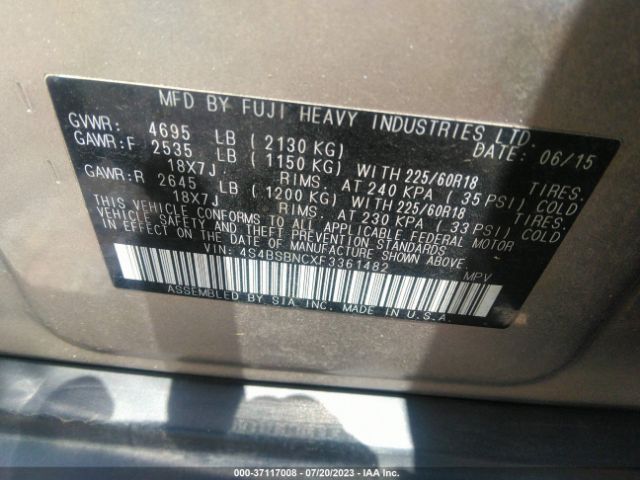 MFD BY FUJI HEAVY INDUSTRIES LTD.
GVWR: 4695 LB ( 2130 KG) DATE: 06/15
GAWR:F 2535 LB ( 1150 KG) WITH 225/60R18 TIRES.
18X7J RIMS. AT 240 KPA ( 35 PSI) COLD
GAWR:R 2645 LB ( 1200 KG) WITH 225/60R18 TIRES.
18X7J RIMS. AT 230 KPA ( 33 PSI) COLD
THIS VEHICLE CONFORMS TO ALL APPLICABLE FEDERAL MOTOR
VEHICLE SAFETY AND THEFT PREVENTION STANDARDS
IN EFFECT ON THE DATE OF MANUFACTURE SHOWN ABOVE.
VIN: 4S4BSBNCXF3361482 MPV
ASSEMBLED BY SIA INC. MADE IN U.S.A.
000-37117008 - 07/20/2023 - IAA Inc.